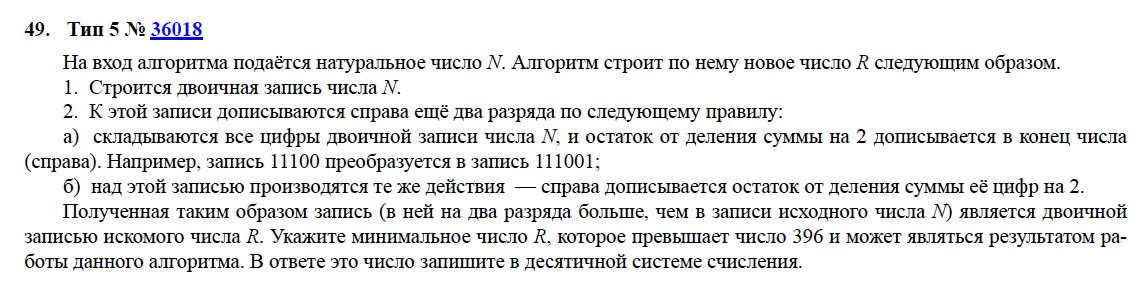 49. Тип 5 № 36018
На вход алгоритма подаётся натуральное число N. Алгоритм строит по нему новое число R следующим образом.
1. Строится двоичная запись числа N.
2. К этой записи дописываются справа ещё два разряда по следующему правилу:
а) складываются все цифры двоичной записи числа N, и остаток от деления суммы на 2 дописывается в конец числа
(справа). Например, запись 11100 преобразуется в запись 111001;
б) над этой записью производятся те же действия — справа дописывается остаток от деления суммы её цифр на 2.
Полученная таким образом запись (в ней на два разряда больше, чем в записи исходного числа N) является двоичной
записью искомого числа R. Укажите минимальное число R, которое превышает число 396 и может являться результатом ра-
боты данного алгоритма. В ответе это число запишите в десятичной системе счисления.